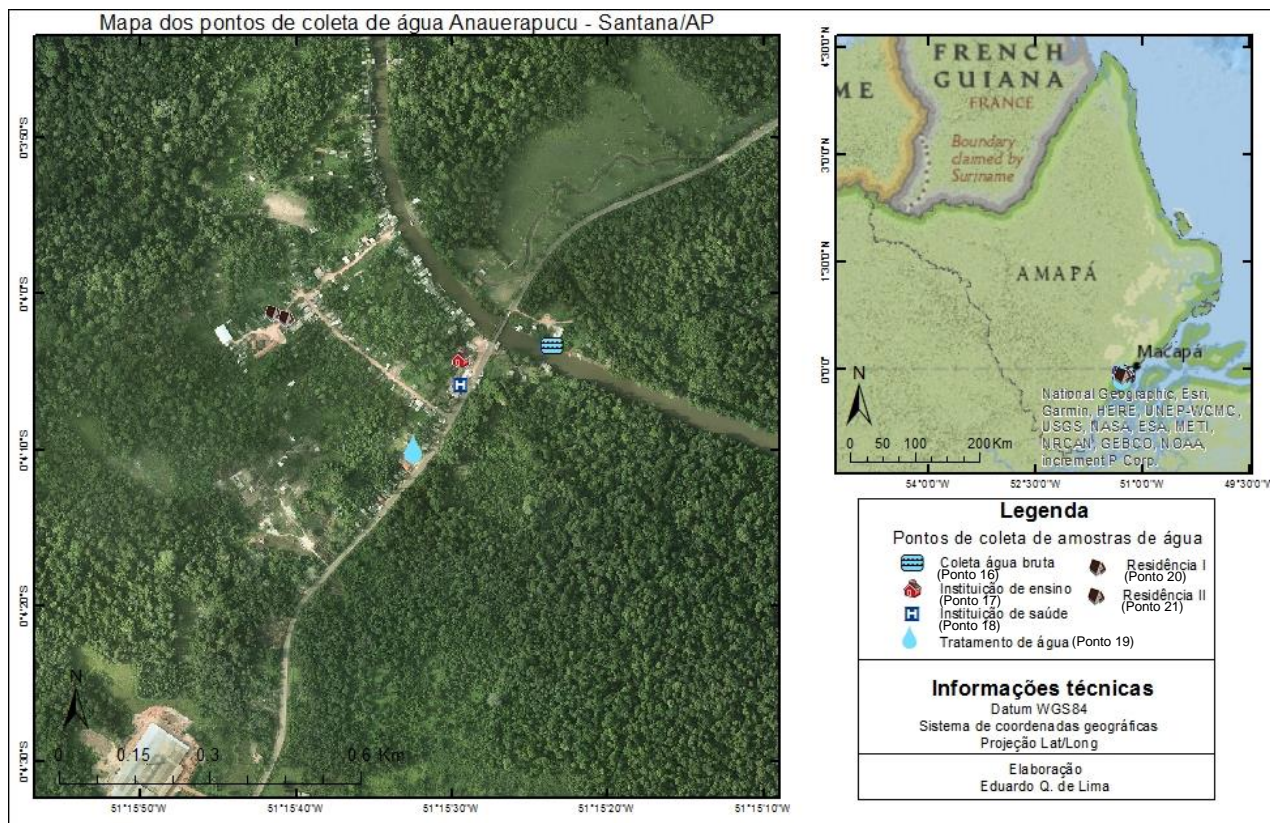 Mapa dos pontos de coleta de água Anauerapucu - Santana/AP
0°3'50"S
0°4'0"S
0°4'10"S
0°4'20"S
0°4'30"S
N
0 0.15 0.3 0.6 Km
51°15'50"W 51°15'40"W 51°15'30"W 51°15'20"W 51°15'10"W
H
4°30'0"N
3°0'0"N
1°30'0"N
0°0'0"
FRENCH
GUIANA
FRANCE
ME
Boundary
claimed by
Suriname
AMAPÁ
Macapá
N
0 50 100 200 Km
National Geographic, Esri,
Garmin, HERE, UNEP-WCMC,
USGS, NASA, ESA, METI,
NRCAN, GEBCO, NOAA,
increment P Corp.
54°0'0"W 52°30'0"W 51°0'0"W 49°30'0"W
Legenda
Pontos de coleta de amostras de água
Coleta água bruta
(Ponto 16)
Instituição de ensino
(Ponto 17)
H Instituição de saúde
(Ponto 18)
Tratamento de água (Ponto 19)
Residência I
(Ponto 20)
Residência II
(Ponto 21)
Informações técnicas
Datum WGS84
Sistema de coordenadas geográficas
Projeção Lat/Long
Elaboração
Eduardo Q. de Lima